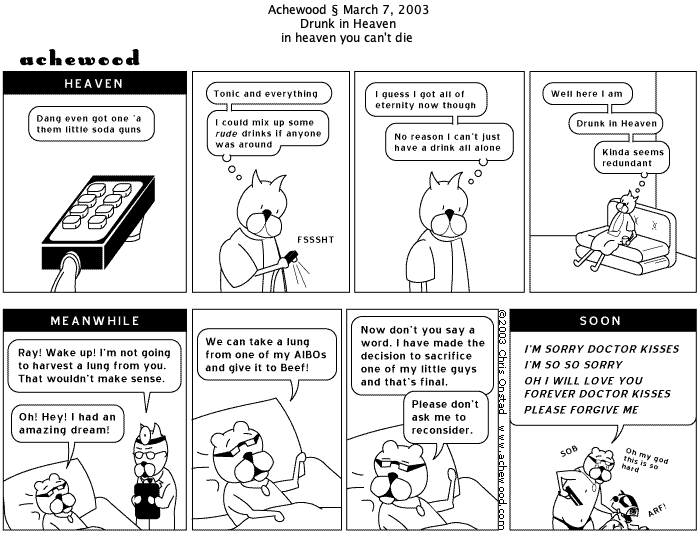 Achewood § March 7, 2003
Drunk in Heaven
in heaven you can't die
achewood
HEAVEN
Dang even got one 'a
them little soda guns
Tonic and everything
I could mix up some
rude drinks if anyone
was around
FSSSHT
I guess I got all of
eternity now though
No reason I can't just
have a drink all alone
Well here I am
Drunk in Heaven
Kinda seems
redundant
MEANWHILE
Ray! Wake up! I'm not going
to harvest a lung from you.
That wouldn't make sense.
Oh! Hey! I had an
amazing dream!
We can take a lung
from one of my AIBOs
and give it to Beef!
Now don't you say a
word. I have made the
decision to sacrifice
one of my little guys
and that's final.
Please don't
ask me to
reconsider.
©2003 Chris Onstad www.achewood.com
SOON
I'M SORRY DOCTOR KISSES
I'M SO SO SORRY
OH I WILL LOVE YOU
FOREVER DOCTOR KISSES
PLEASE FORGIVE ME
SOB
Oh my god
this is so
hard
ARF!